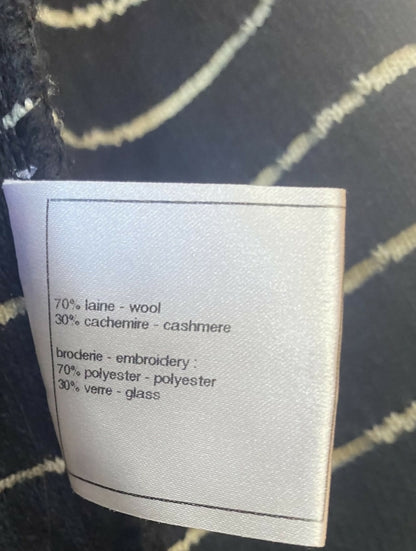 70% laine - wool
30% cachemire - cashmere
broderie - embroidery :
70% polyester - polyester
30% verre - glass